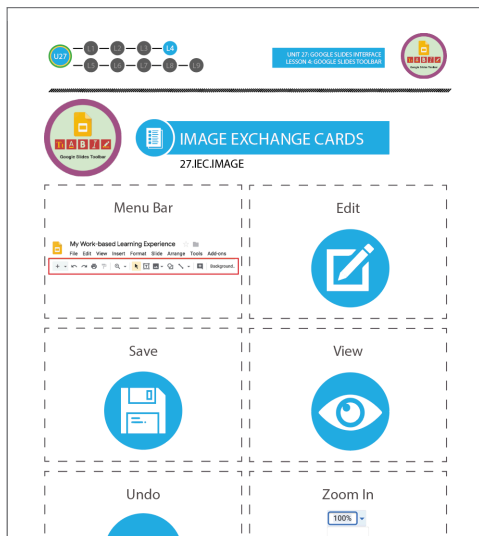 U27
L1
L2
L3
L4
L5
L6
L7
L8
L9
UNIT 27: GOOGLE SLIDES INTERFACE
LESSON 4: GOOGLE SLIDES TOOLBAR
Google Slides Toolbar
Google Slides Toolbar
IMAGE EXCHANGE CARDS
27.IEC.IMAGE
Menu Bar
My Work-based Learning Experience
File Edit View Insert Format Slide Arrange Tools Add-ons
Background..
Edit
Save
View
Undo
Zoom In
100%